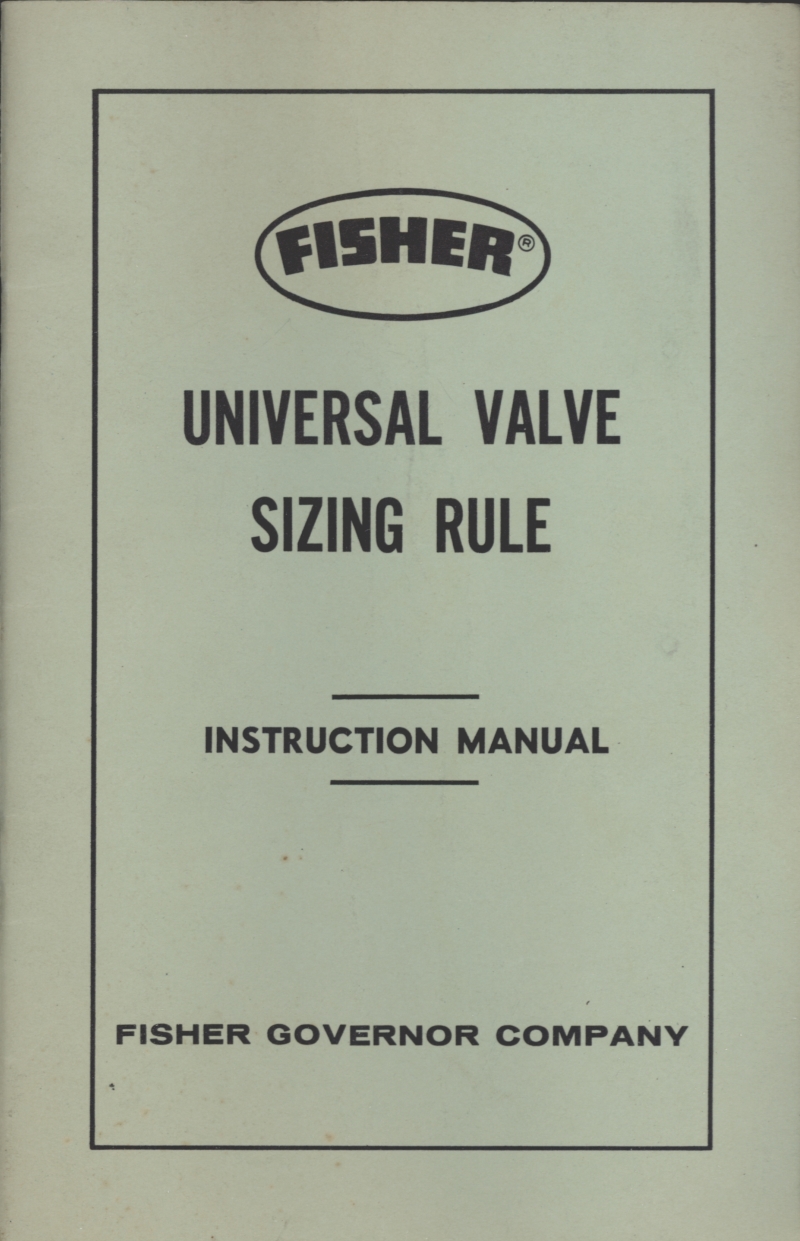 FISHER®
UNIVERSAL VALVE
SIZING RULE
INSTRUCTION MANUAL
FISHER GOVERNOR COMPANY